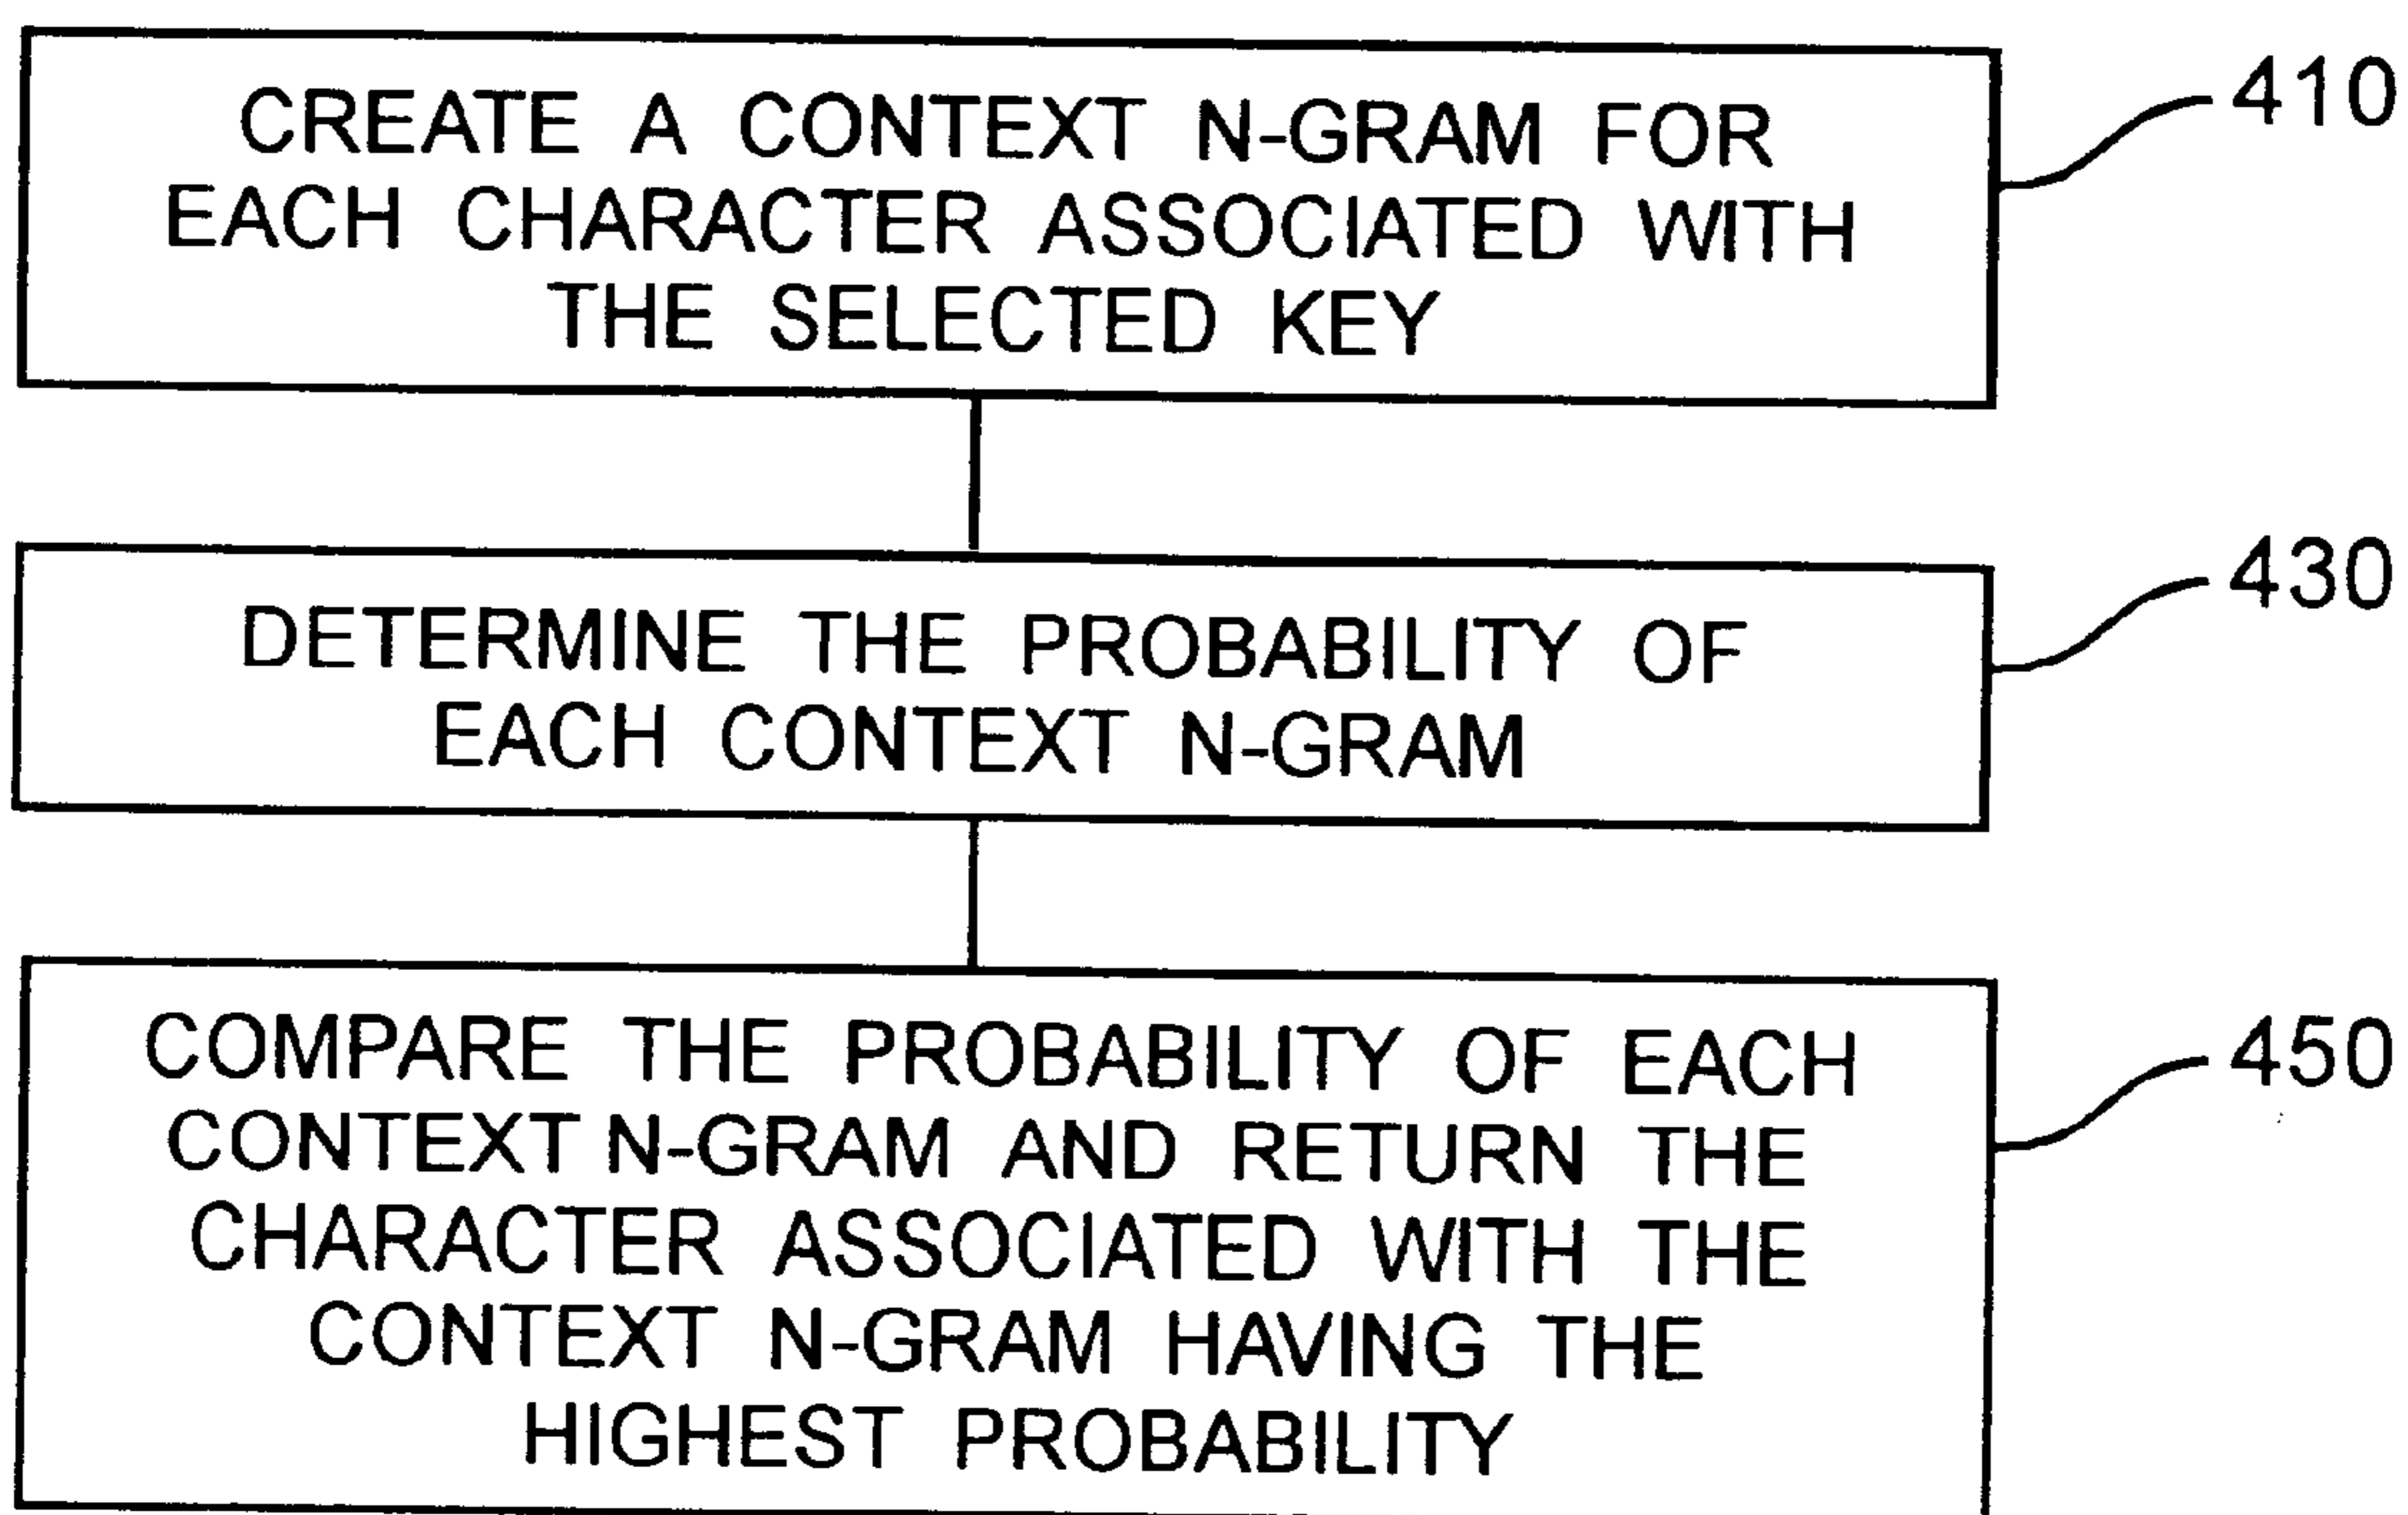 CREATE A CONTEXT N-GRAM FOR
EACH CHARACTER ASSOCIATED WITH
THE SELECTED KEY
410
DETERMINE THE PROBABILITY OF
EACH CONTEXT N-GRAM
430
COMPARE THE PROBABILITY OF EACH
CONTEXT N-GRAM AND RETURN THE
CHARACTER ASSOCIATED WITH THE
CONTEXT N-GRAM HAVING THE
HIGHEST PROBABILITY
450